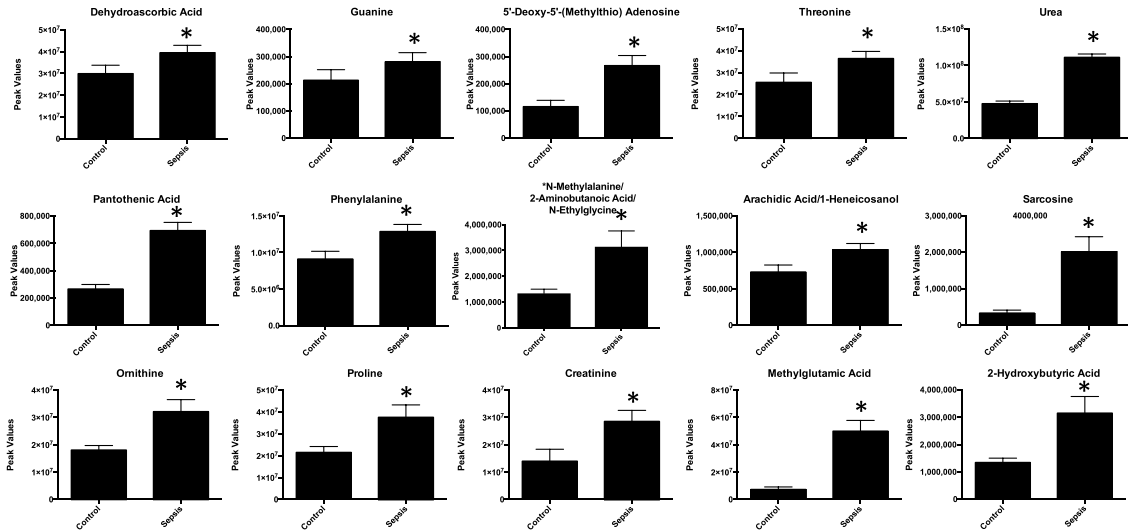 Dehydroascorbic Acid
Peak Values
5×10⁷
4×10⁷
3×10⁷
2×10⁷
1×10⁷
0
*
Control
Sepsis
Guanine
Peak Values
400,000
300,000
200,000
100,000
0
*
Control
Sepsis
5'-Deoxy-5'-(Methylthio) Adenosine
Peak Values
400,000
300,000
200,000
100,000
0
*
Control
Sepsis
Threonine
Peak Values
5×10⁷
4×10⁷
3×10⁷
2×10⁷
1×10⁷
0
*
Control
Sepsis
Urea
Peak Values
1.5×10⁸
1.0×10⁸
5.0×10⁷
0.0
*
Control
Sepsis
Pantothenic Acid
Peak Values
800,000
600,000
400,000
200,000
0
*
Control
Sepsis
Phenylalanine
Peak Values
1.5×10⁷
1.0×10⁷
5.0×10⁶
0.0
*
Control
Sepsis
*N-Methylalanine/
2-Aminobutanoic Acid/
N-Ethylglycine
Peak Values
4,000,000
3,000,000
2,000,000
1,000,000
0
*
Control
Sepsis
Arachidic Acid/1-Heneicosanol
Peak Values
1,500,000
1,000,000
500,000
0
*
Control
Sepsis
Sarcosine
4000,000
Peak Values
3,000,000
2,000,000
1,000,000
0
*
Control
Sepsis
Ornithine
Peak Values
4×10⁷
3×10⁷
2×10⁷
1×10⁷
0
*
Control
Sepsis
Proline
Peak Values
5×10⁷
4×10⁷
3×10⁷
2×10⁷
1×10⁷
0
*
Control
Sepsis
Creatinine
Peak Values
4×10⁷
3×10⁷
2×10⁷
1×10⁷
0
*
Control
Sepsis
Methylglutamic Acid
Peak Values
8×10⁷
6×10⁷
4×10⁷
2×10⁷
0
*
Control
Sepsis
2-Hydroxybutyric Acid
Peak Values
4,000,000
3,000,000
2,000,000
1,000,000
0
*
Control
Sepsis